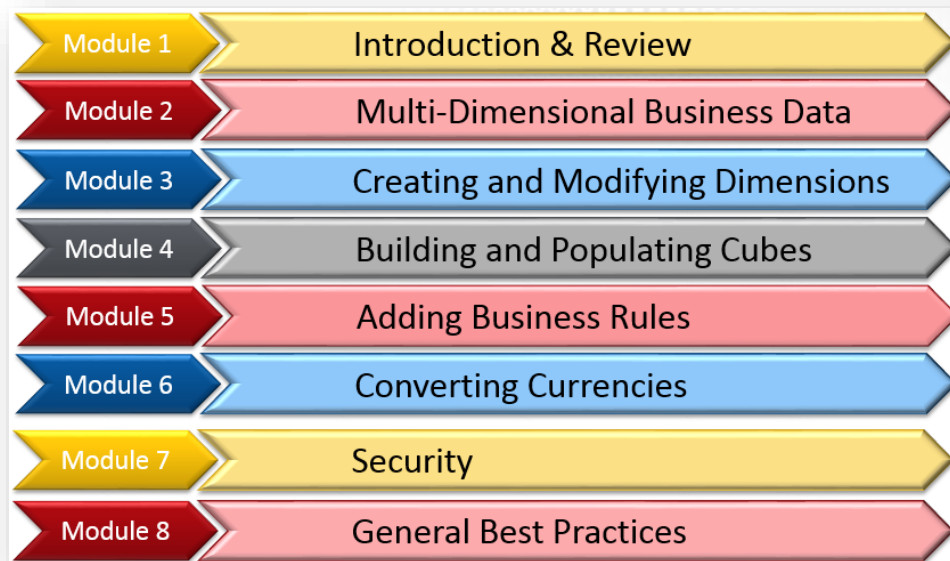 Module 1 Introduction & Review
Module 2 Multi-Dimensional Business Data
Module 3 Creating and Modifying Dimensions
Module 4 Building and Populating Cubes
Module 5 Adding Business Rules
Module 6 Converting Currencies
Module 7 Security
Module 8 General Best Practices